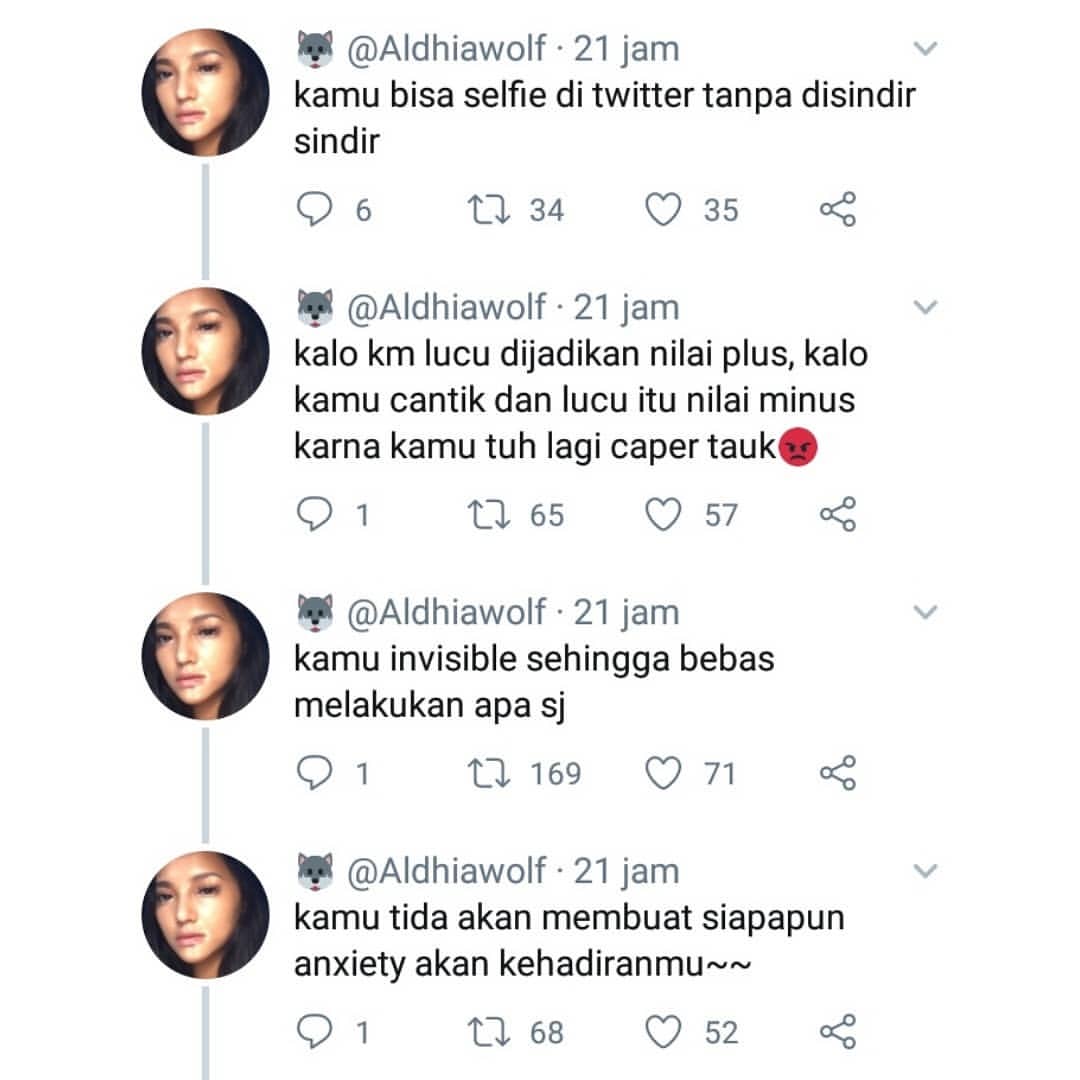 @Aldhiawolf · 21 jam
kamu bisa selfie di twitter tanpa disindir
sindir
6 34 35
@Aldhiawolf · 21 jam
kalo km lucu dijadikan nilai plus, kalo
kamu cantik dan lucu itu nilai minus
karna kamu tuh lagi caper tauk😡
1 65 57
@Aldhiawolf · 21 jam
kamu invisible sehingga bebas
melakukan apa sj
1 169 71
@Aldhiawolf · 21 jam
kamu tida akan membuat siapapun
anxiety akan kehadiranmu~~
1 68 52